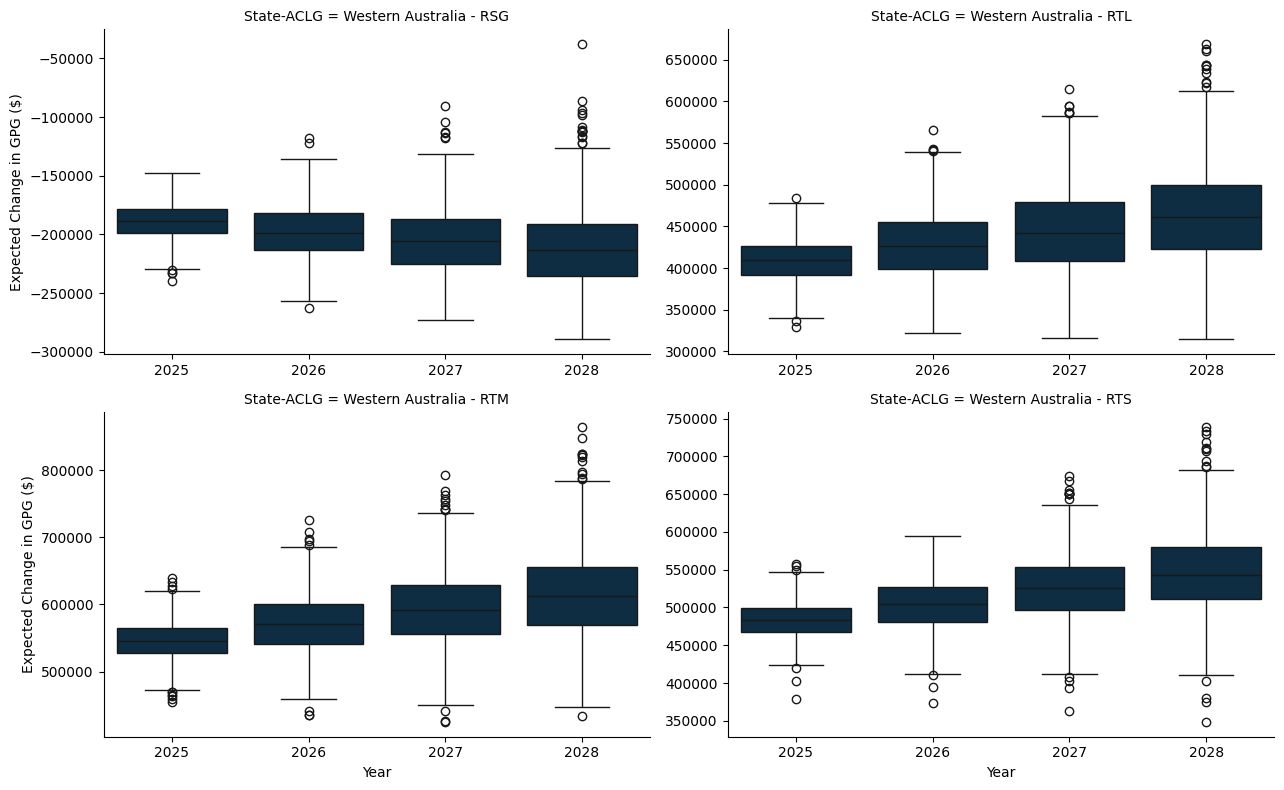 State-ACLG = Western Australia - RSG
Expected Change in GPG ($)
−50000
−100000
−150000
−200000
−250000
−300000
2025 2026 2027 2028
State-ACLG = Western Australia - RTL
650000
600000
550000
500000
450000
400000
350000
300000
2025 2026 2027 2028
State-ACLG = Western Australia - RTM
Expected Change in GPG ($)
800000
700000
600000
500000
2025 2026 2027 2028
Year
State-ACLG = Western Australia - RTS
750000
700000
650000
600000
550000
500000
450000
400000
350000
2025 2026 2027 2028
Year